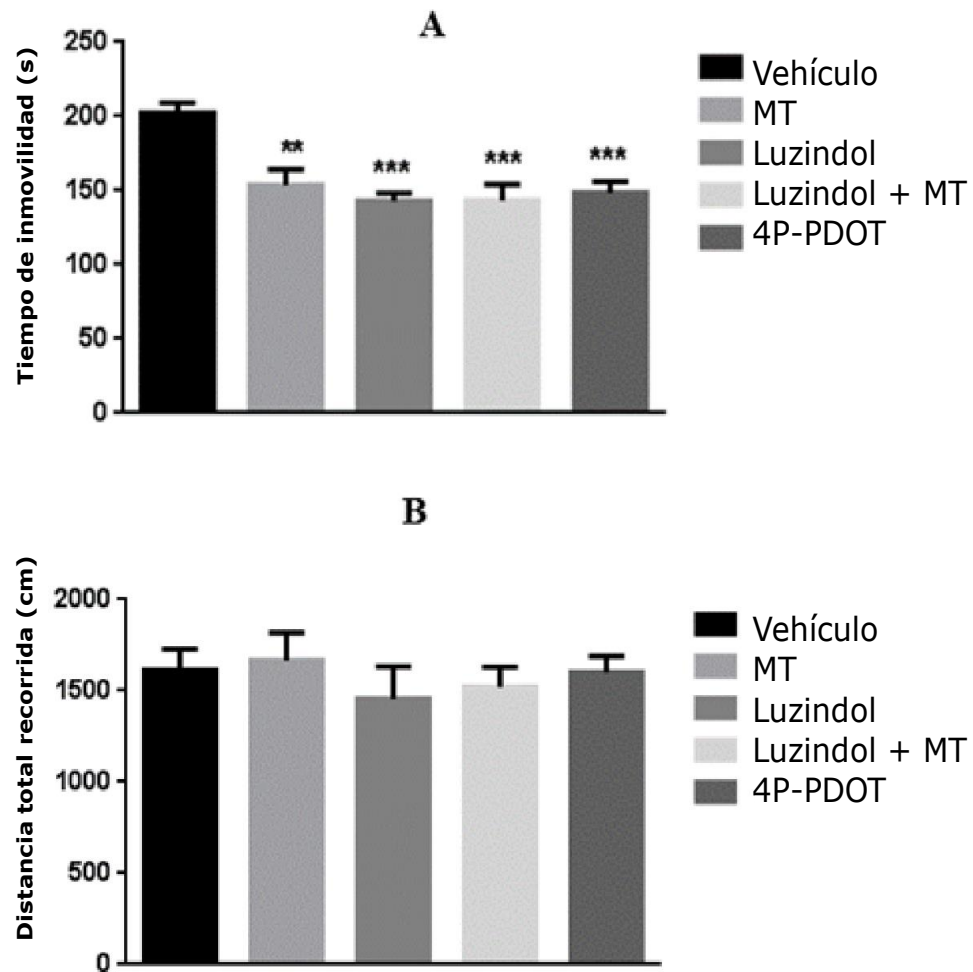 A
Tiempo de inmovilidad (s)
250
200
150
100
50
0
**
***
***
***
Vehículo
MT
Luzindol
Luzindol + MT
4P-PDOT
B
Distancia total recorrida (cm)
2000
1500
1000
500
0
Vehículo
MT
Luzindol
Luzindol + MT
4P-PDOT